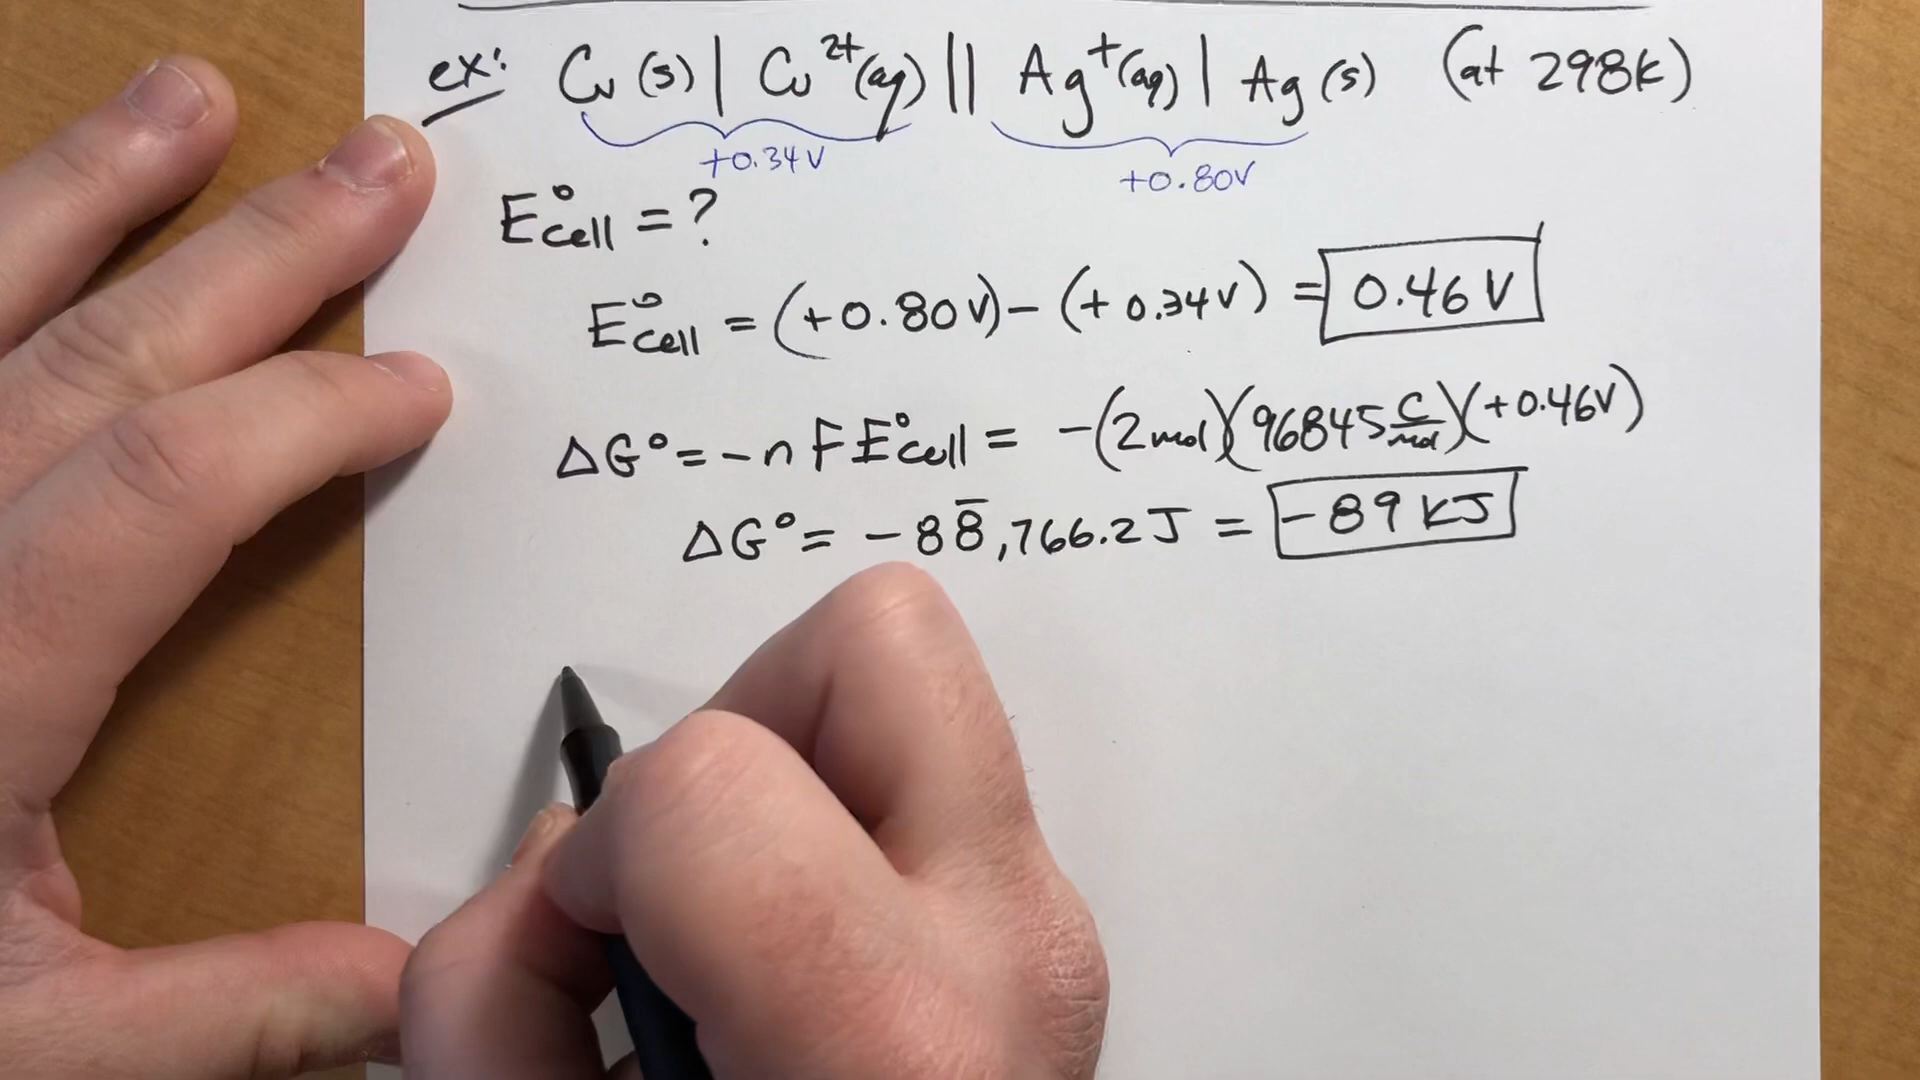 ex: Cu (s) | Cu²⁺(aq) || Ag⁺(aq) | Ag (s) (at 298K)
+0.34V +0.80V
E°cell = ?
E°cell = (+0.80V) - (+0.34V) = 0.46 V
ΔG° = -nFE°cell = -(2mol)(96845 C/mol)(+0.46V)
ΔG° = -88̄,766.2J = -89 kJ